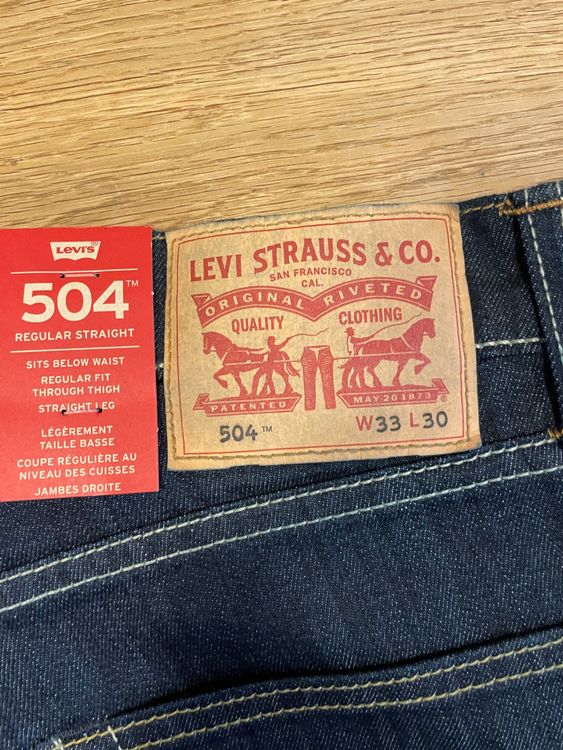 LEVI'S®
504™
REGULAR STRAIGHT
SITS BELOW WAIST
REGULAR FIT
THROUGH THIGH
STRAIGHT LEG
LÉGÈREMENT
TAILLE BASSE
COUPE RÉGULIÈRE AU
NIVEAU DES CUISSES
JAMBES DROITE
LEVI STRAUSS & CO.
SAN FRANCISCO
CAL.
ORIGINAL RIVETED
QUALITY CLOTHING
PATENTED MAY 20 1873
504™ W33 L30